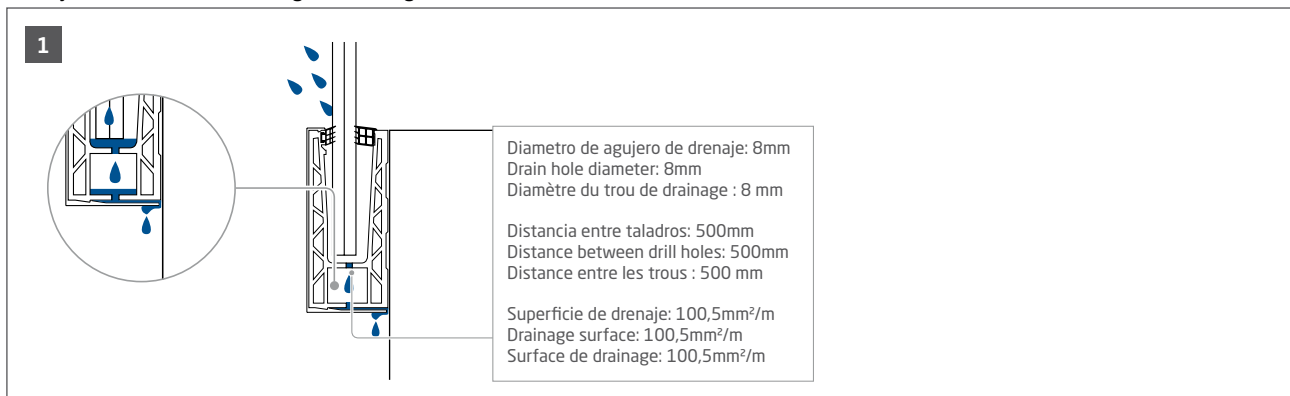 1
Diametro de agujero de drenaje: 8mm
Drain hole diameter: 8mm
Diamètre du trou de drainage : 8 mm
Distancia entre taladros: 500mm
Distance between drill holes: 500mm
Distance entre les trous : 500 mm
Superficie de drenaje: 100,5mm²/m
Drainage surface: 100,5mm²/m
Surface de drainage: 100,5mm²/m